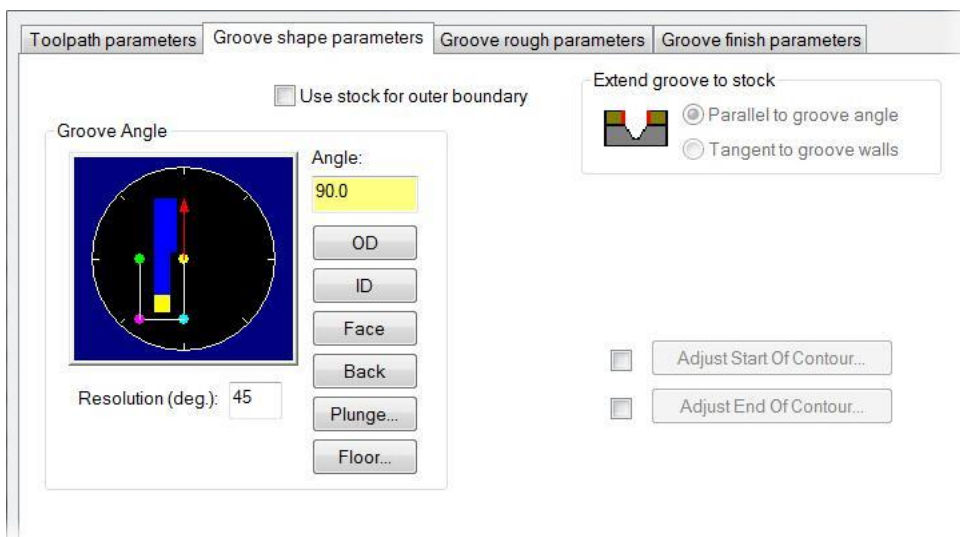 Toolpath parameters
Groove shape parameters
Groove rough parameters
Groove finish parameters
Use stock for outer boundary
Extend groove to stock
Parallel to groove angle
Tangent to groove walls
Groove Angle
Angle:
90.0
OD
ID
Face
Back
Plunge...
Floor...
Resolution (deg.): 45
Adjust Start Of Contour...
Adjust End Of Contour...